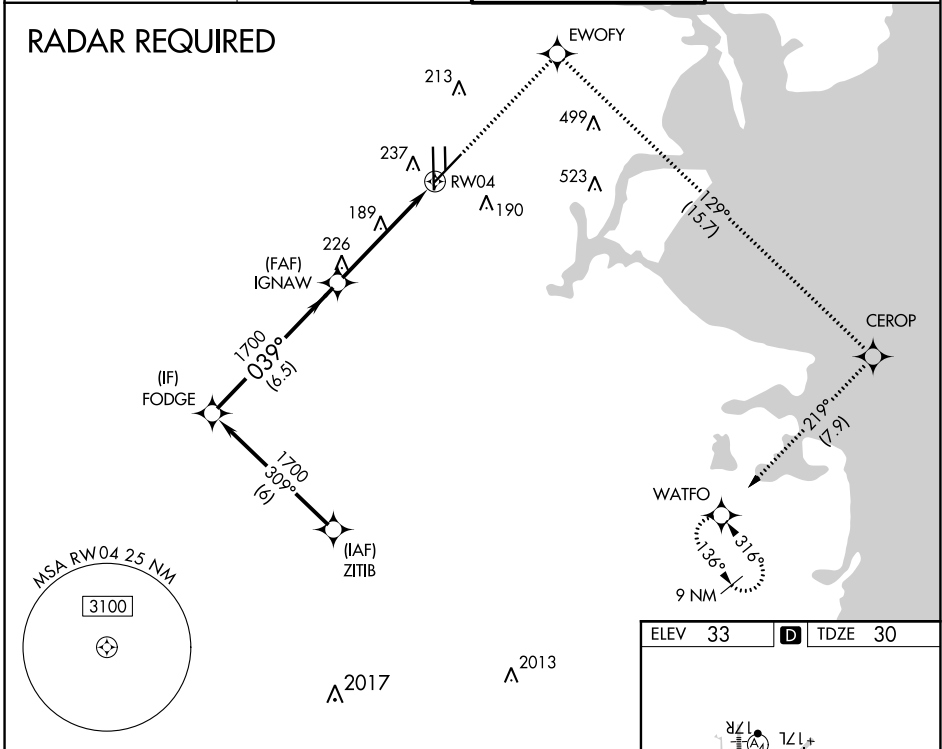 RADAR REQUIRED
EWOFY
213
499
237
RW04
523
190
189
129°
(15.7)
226
(FAF)
IGNAW
CEROP
1700
039°
(6.5)
(IF)
FODGE
219°
(7.9)
1700
309°
(6)
WATFO
(IAF)
ZITIB
136°
316°
9 NM
MSA RW04 25 NM
3100
ELEV 33
D
TDZE 30
2017
2013
17R
17L
A4